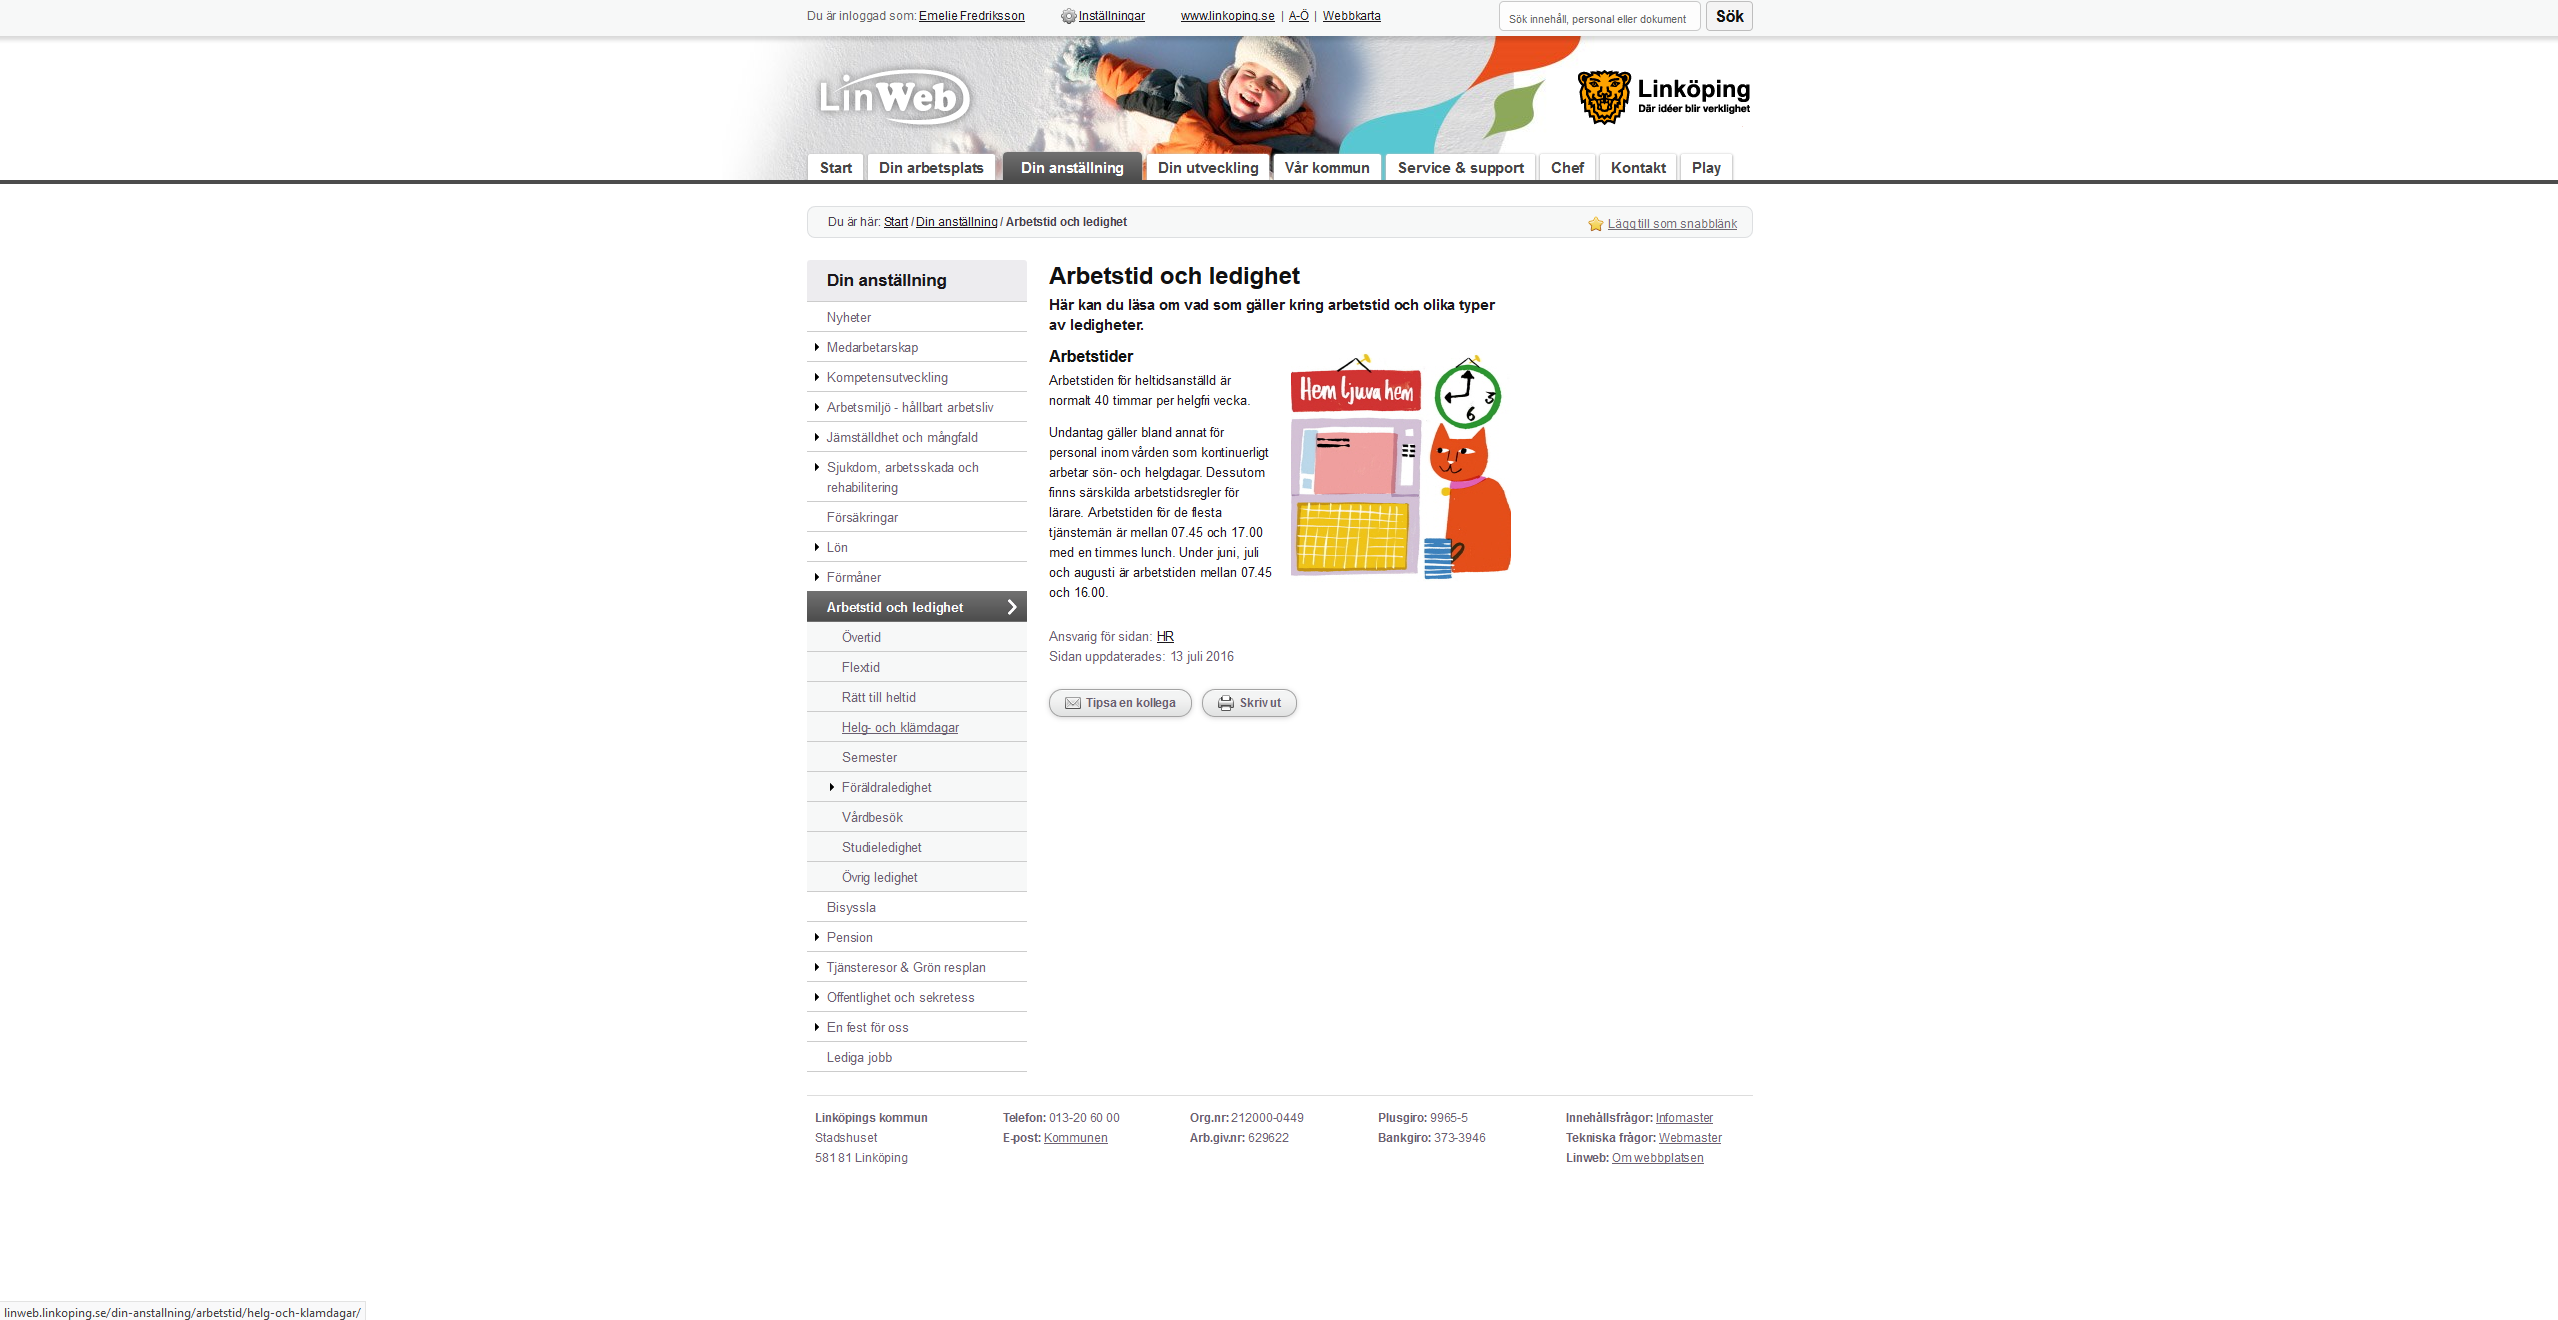 Du är inloggad som: Emelie Fredriksson Inställningar www.linkoping.se | A-Ö | Webbkarta Sök innehåll, personal eller dokument Sök
LinWeb
Linköping
Där idéer blir verklighet
Start Din arbetsplats Din anställning Din utveckling Vår kommun Service & support Chef Kontakt Play
Du är här: Start / Din anställning / Arbetstid och ledighet Lägg till som snabblänk
Din anställning
Nyheter
Medarbetarskap
Kompetensutveckling
Arbetsmiljö - hållbart arbetsliv
Jämställdhet och mångfald
Sjukdom, arbetsskada och
rehabilitering
Försäkringar
Lön
Förmåner
Arbetstid och ledighet
Övertid
Flextid
Rätt till heltid
Helg- och klämdagar
Semester
Föräldraledighet
Vårdbesök
Studieledighet
Övrig ledighet
Bisyssla
Pension
Tjänsteresor & Grön resplan
Offentlighet och sekretess
En fest för oss
Lediga jobb
Arbetstid och ledighet
Här kan du läsa om vad som gäller kring arbetstid och olika typer
av ledigheter.
Arbetstider
Arbetstiden för heltidsanställd är
normalt 40 timmar per helgfri vecka.
Undantag gäller bland annat för
personal inom vården som kontinuerligt
arbetar sön- och helgdagar. Dessutom
finns särskilda arbetstidsregler för
lärare. Arbetstiden för de flesta
tjänstemän är mellan 07.45 och 17.00
med en timmes lunch. Under juni, juli
och augusti är arbetstiden mellan 07.45
och 16.00.
Hem ljuva hem
3
6
Ansvarig för sidan: HR
Sidan uppdaterades: 13 juli 2016
Tipsa en kollega Skriv ut
Linköpings kommun
Stadshuset
581 81 Linköping
Telefon: 013-20 60 00
E-post: Kommunen
Org.nr: 212000-0449
Arb.giv.nr: 629622
Plusgiro: 9965-5
Bankgiro: 373-3946
Innehållsfrågor: Infomaster
Tekniska frågor: Webmaster
Linweb: Om webbplatsen
linweb.linkoping.se/din-anstallning/arbetstid/helg-och-klamdagar/